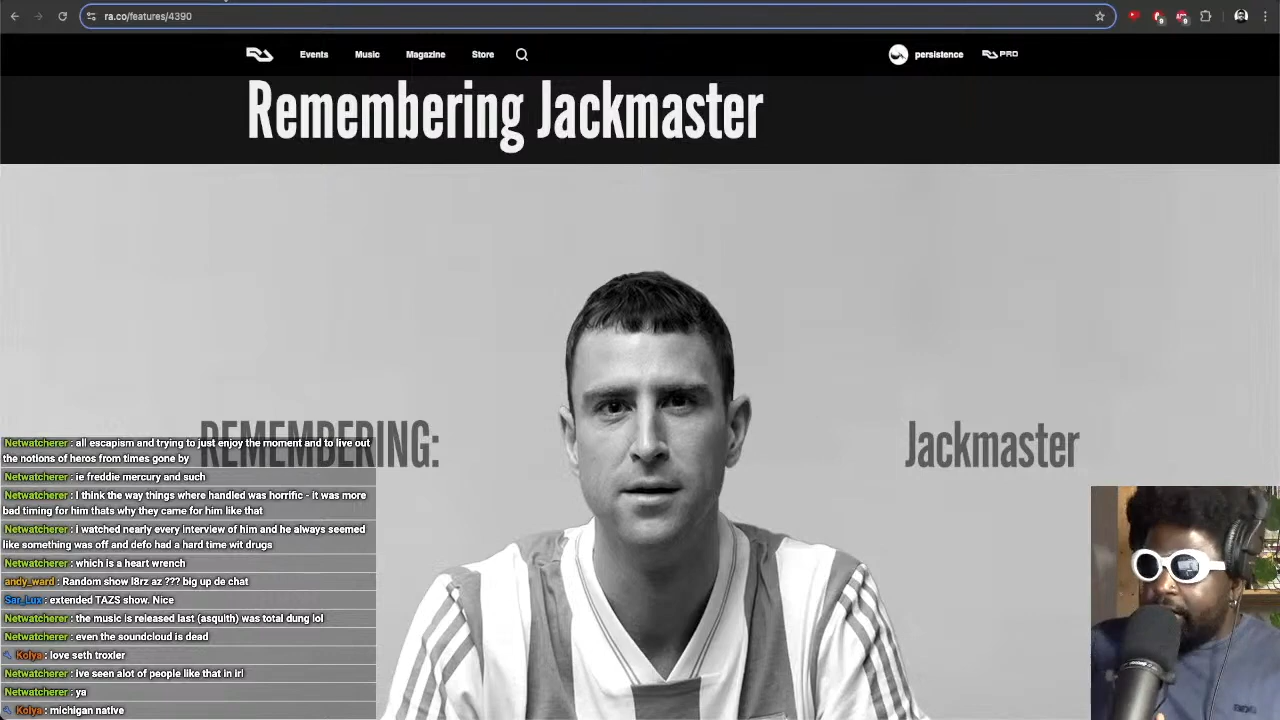 ra.co/features/4390
Events
Music
Magazine
Store
persistence
PRO
Remembering Jackmaster
REMEMBERING:
Jackmaster
Netwatcherer : all escapism and trying to just enjoy the moment and to live out
the notions of heros from times gone by
Netwatcherer : ie freddie mercury and such
Netwatcherer : I think the way things where handled was horrific - it was more
bad timing for him thats why they came for him like that
Netwatcherer : I watched nearly every interview of him and he always seemed
like something was off and defo had a hard time wit drugs
Netwatcherer : which is a heart wrench
andy_ward : Random show l8rz az ??? big up de chat
Sar_Lux : extended TAZS show. Nice
Netwatcherer : the music is released last (asquith) was total dung lol
Netwatcherer : even the soundcloud is dead
Kolya : love seth troxler
Netwatcherer : ive seen alot of people like that in irl
Netwatcherer : ya
Kolya : michigan native